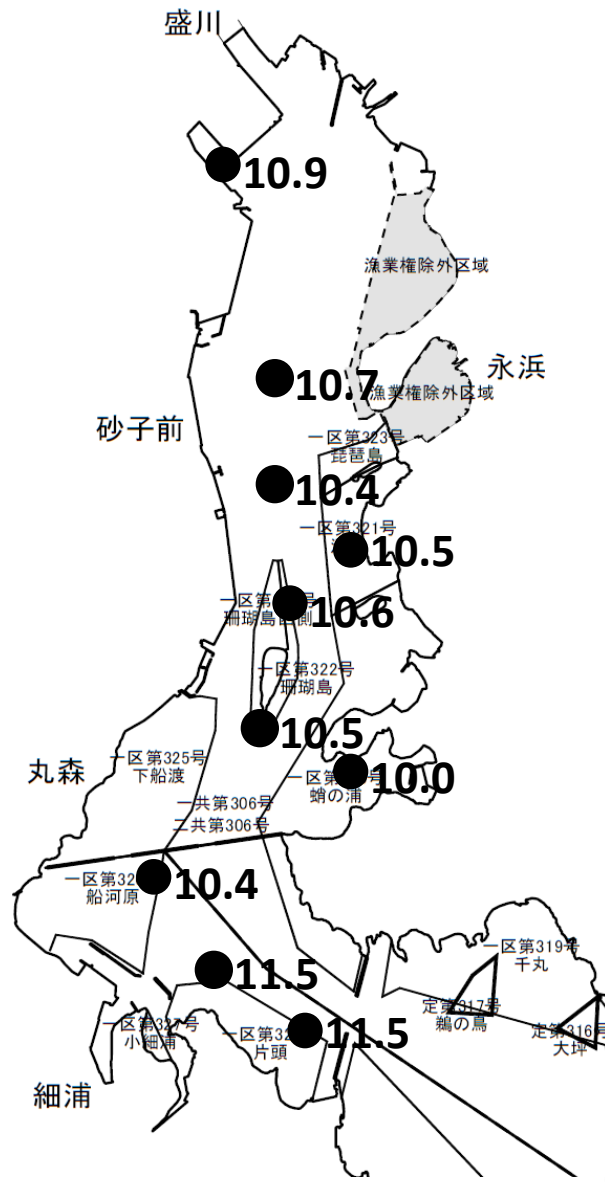 盛川
10.9
漁業権除外区域
永浜
10.7
漁業権除外区域
砂子前
一区第323号
琵琶島
10.4
一区第321号
10.5
一区第
号
10.6
珊瑚島
側
一区第322号
珊瑚島
10.5
一区第325号
下船渡
丸森
一区第
号
10.0
蛸の浦
一共第306号
二共第306号
一区第32
号
10.4
船河原
一区第319号
千丸
11.5
定第317号
鵜の鳥
一区第327号
小細浦
一区第32
11.5
片頭
定第316号
大坪
細浦